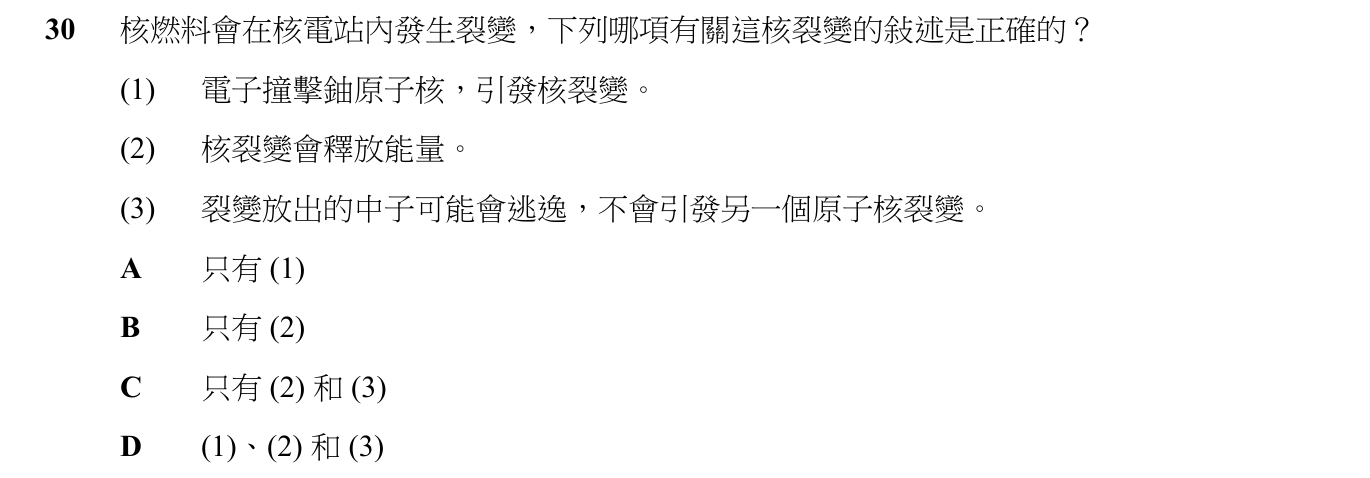 30 核燃料會在核電站內發生裂變，下列哪項有關這核裂變的敍述是正確的？
(1) 電子撞擊鈾原子核，引發核裂變。
(2) 核裂變會釋放能量。
(3) 裂變放出的中子可能會逃逸，不會引發另一個原子核裂變。
A 只有 (1)
B 只有 (2)
C 只有 (2) 和 (3)
D (1)、(2) 和 (3)